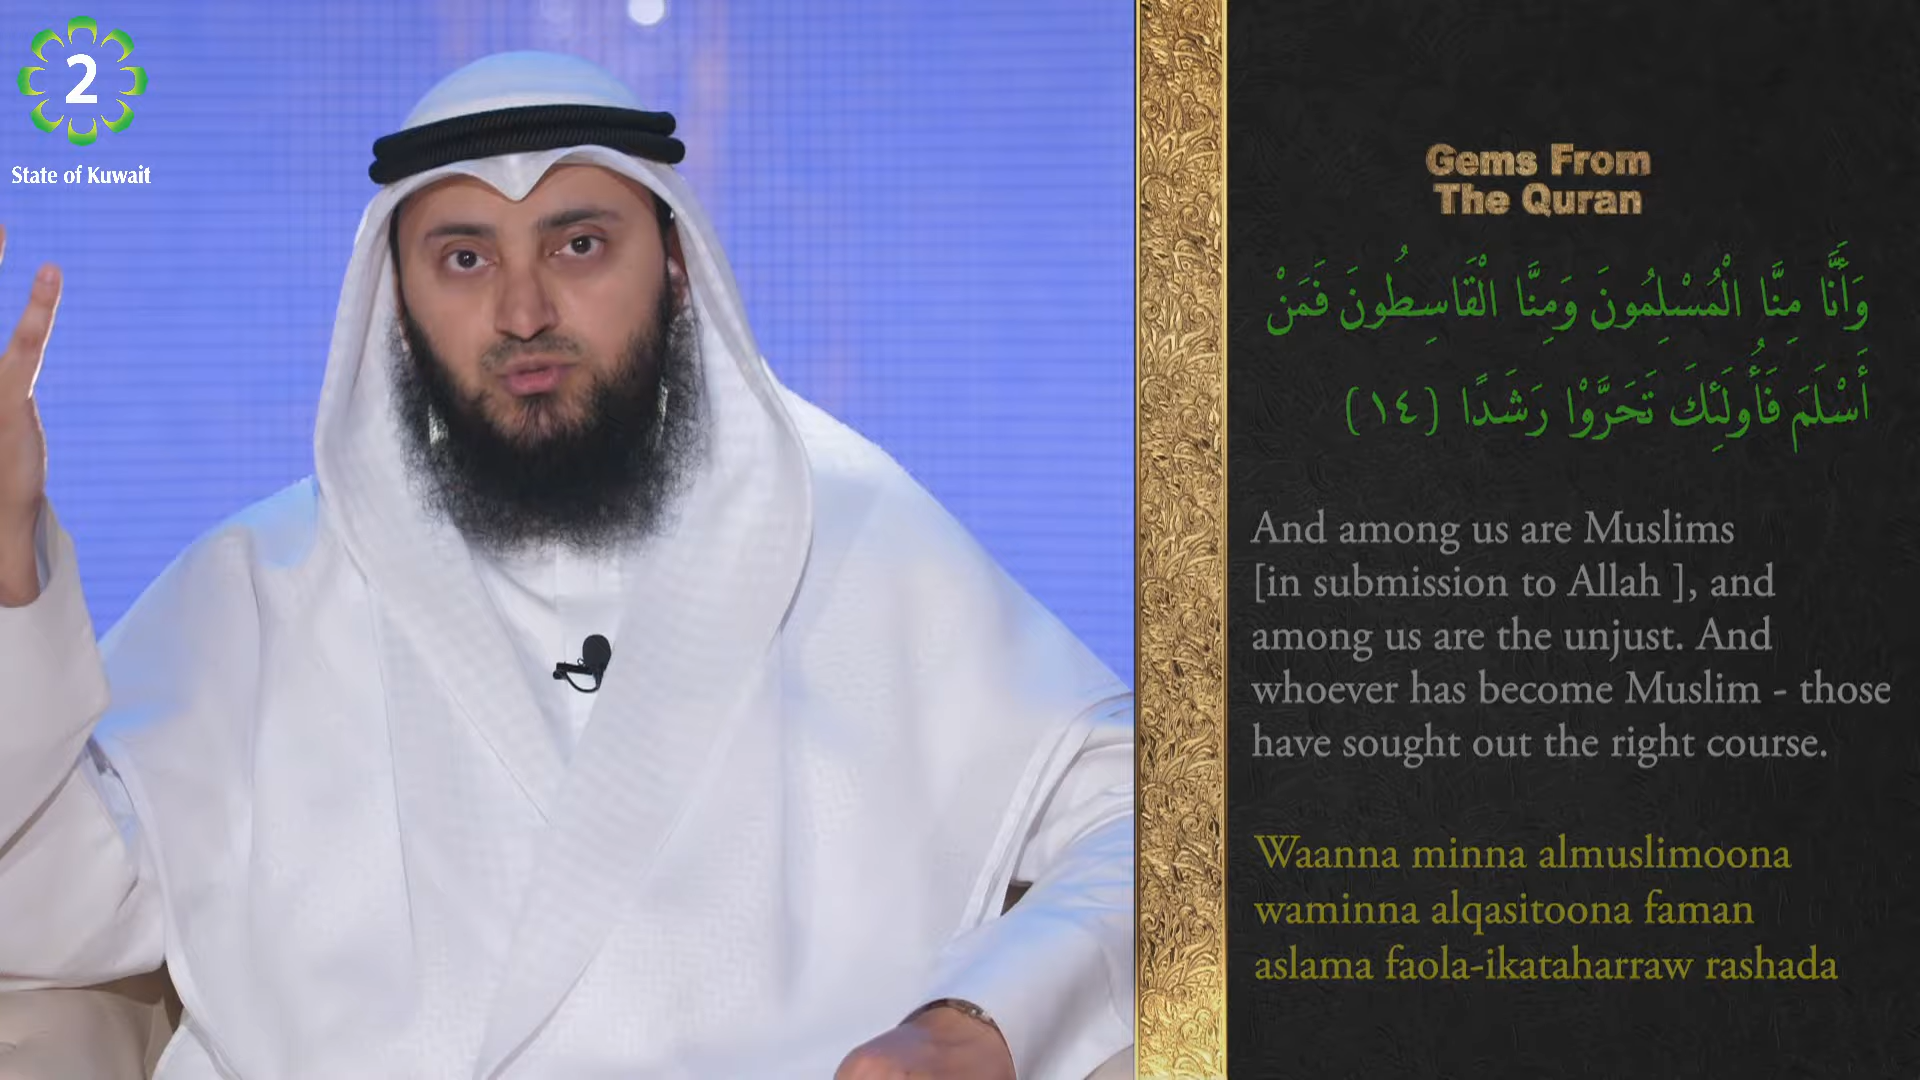 2
State of Kuwait
Gems From
The Quran
وَأَنَّا مِنَّا الْمُسْلِمُونَ وَمِنَّا الْقَاسِطُونَ فَمَنْ
أَسْلَمَ فَأُولَئِكَ تَحَرَّوْا رَشَدًا (١٤)
And among us are Muslims
[in submission to Allah ], and
among us are the unjust. And
whoever has become Muslim - those
have sought out the right course.
Waanna minna almuslimoona
waminna alqasitoona faman
aslama faola-ikataharraw rashada